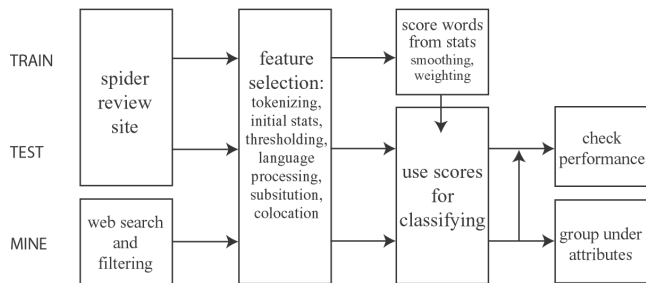 TRAIN
TEST
MINE
spider
review
site
web search
and
filtering
feature
selection:
tokenizing,
initial stats,
thresholding,
language
processing,
subsitution,
colocation
score words
from stats
smoothing,
weighting
use scores
for
classifying
check
performance
group under
attributes